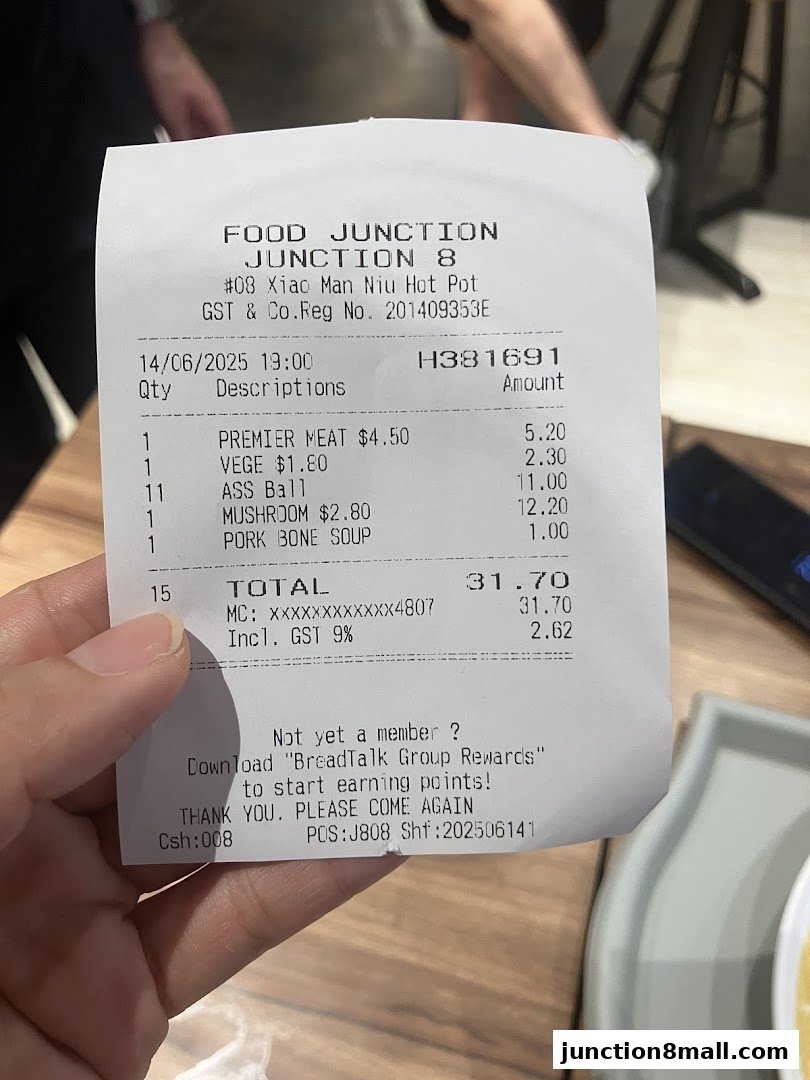 FOOD JUNCTION
JUNCTION 8
#08 Xiao Man Niu Hot Pot
GST & Co.Reg No. 201409353E
14/06/2025 19:00 H381691
Qty Descriptions Amount
1 PREMIER MEAT $4.50 5.20
1 VEGE $1.80 2.30
11 ASS Ball 11.00
1 MUSHROOM $2.80 12.20
1 PORK BONE SOUP 1.00
15 TOTAL 31.70
MC: xxxxxxxxxxxx4807 31.70
Incl. GST 9% 2.62
Not yet a member ?
Download "BreadTalk Group Rewards"
to start earning points!
THANK YOU. PLEASE COME AGAIN
Csh:008 POS:J808 Shf:202506141
junction8mall.com